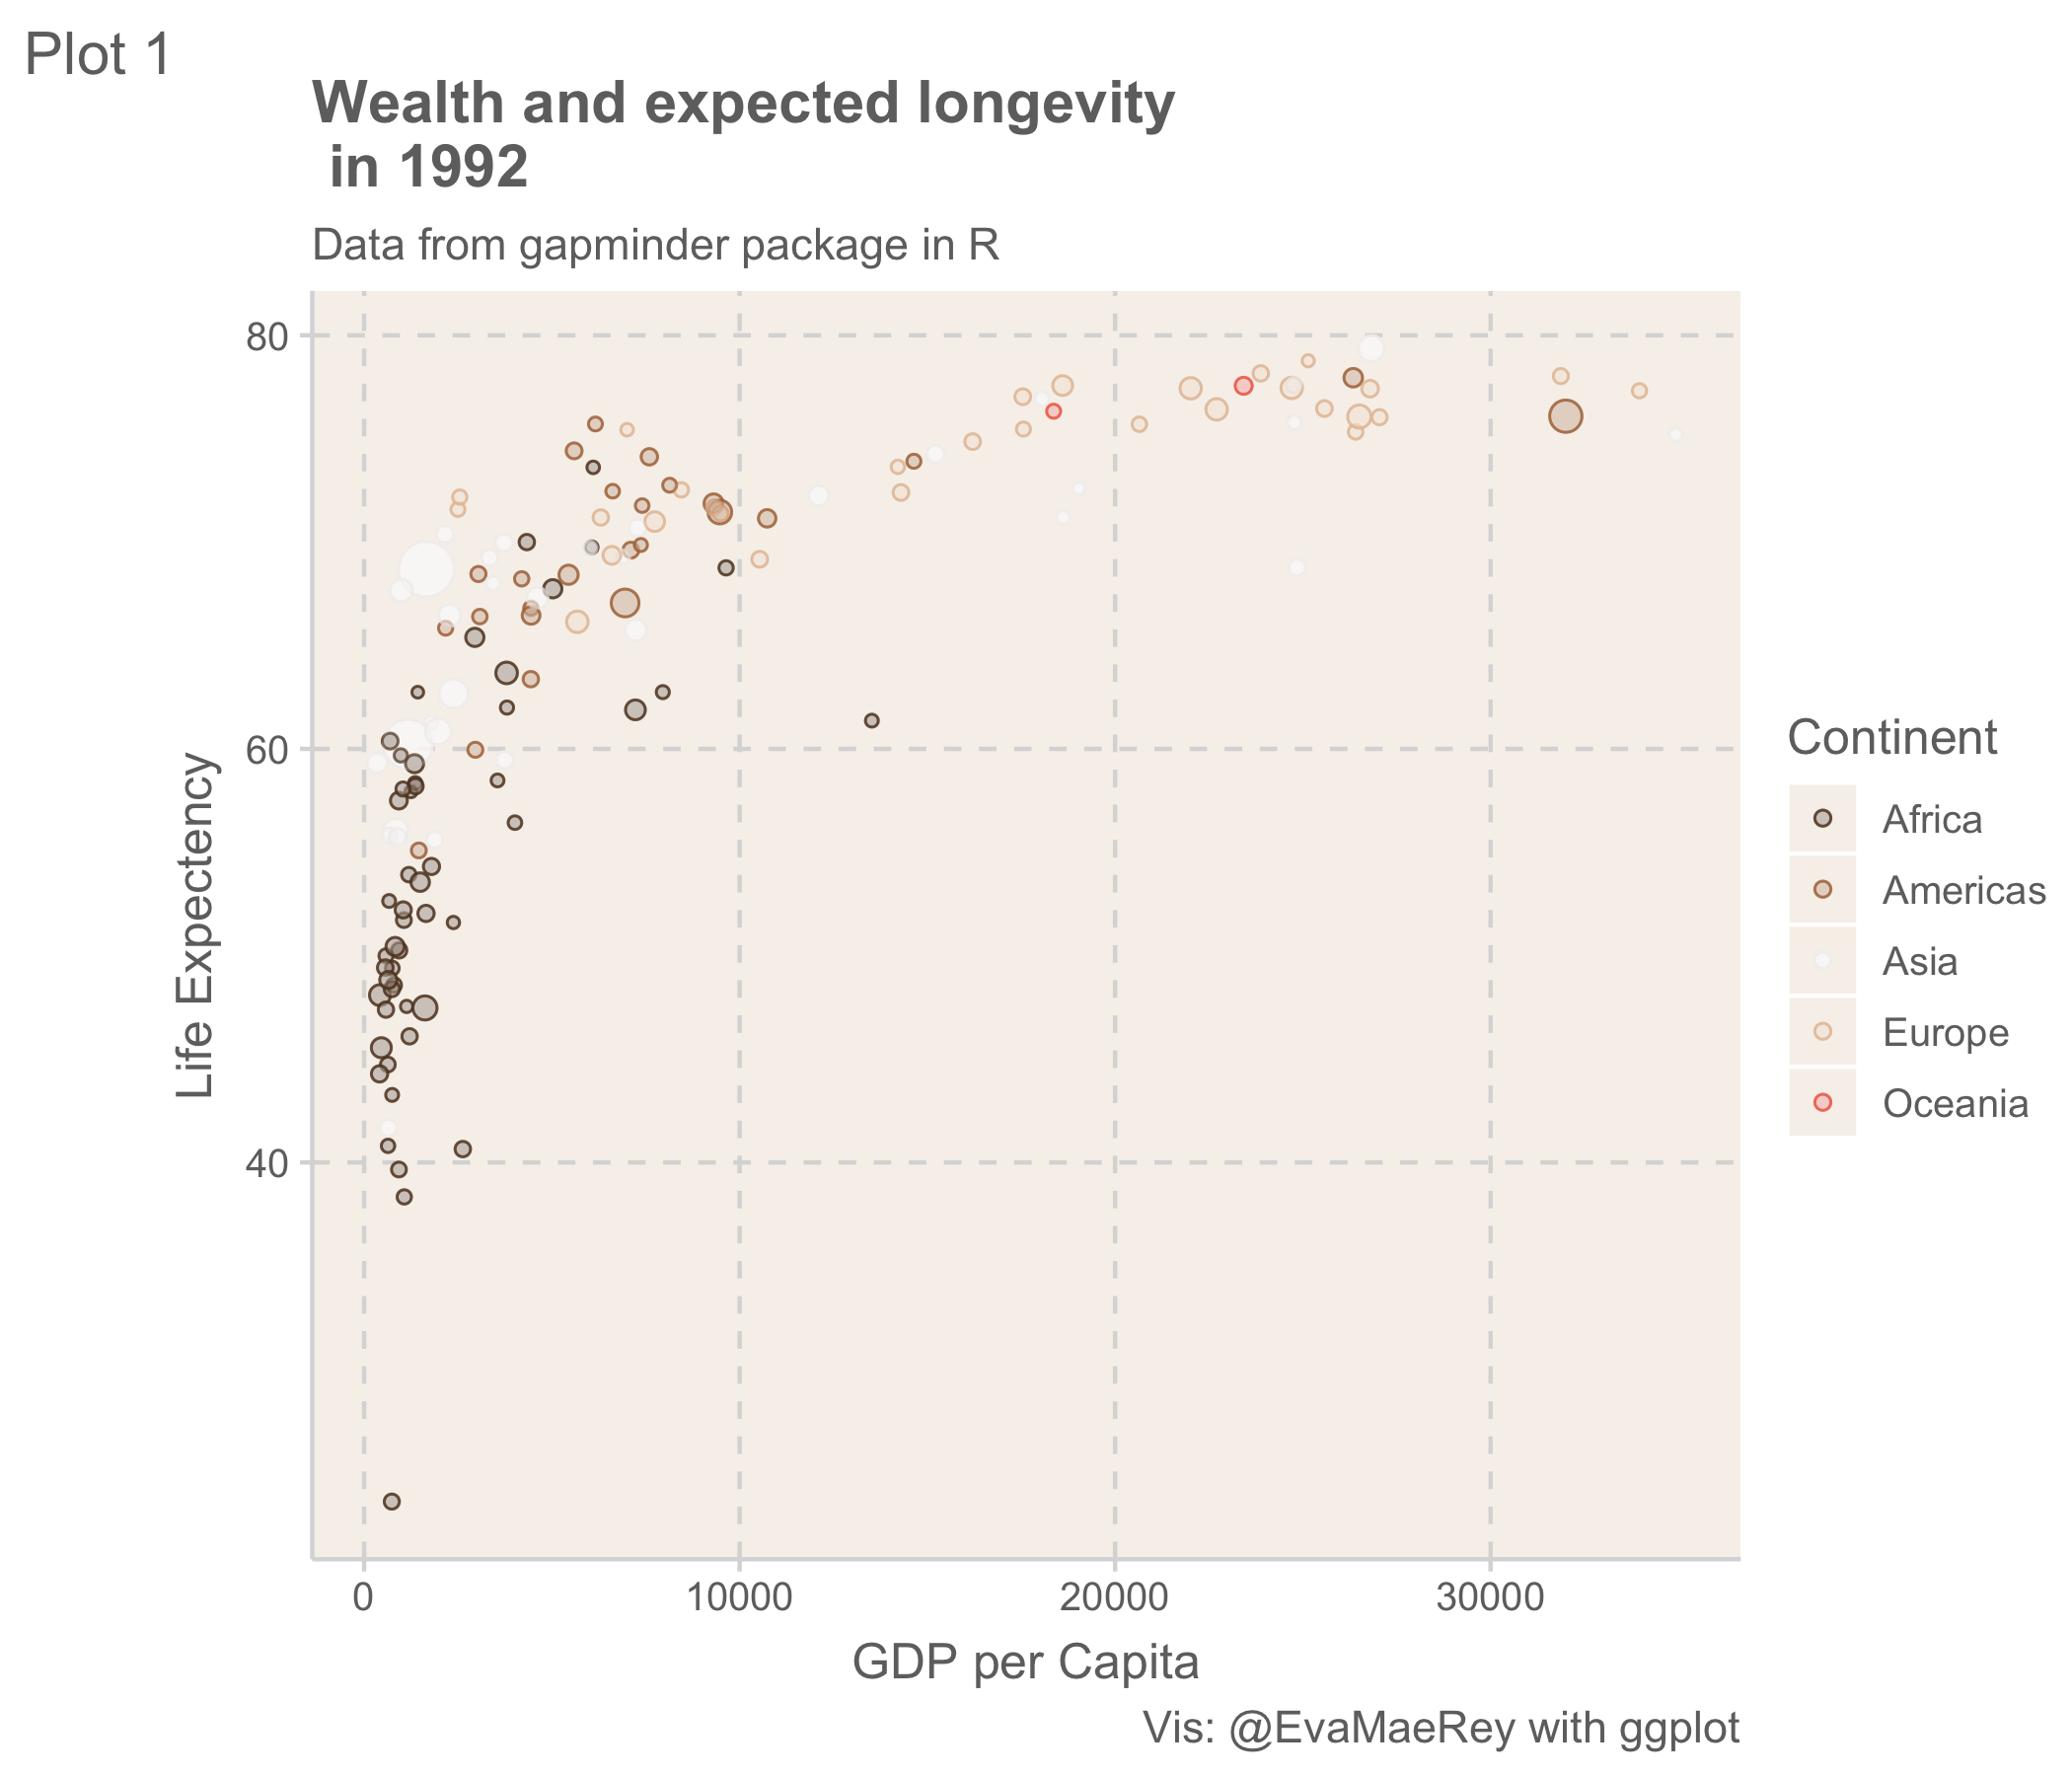 Plot 1
Wealth and expected longevity
in 1992
Data from gapminder package in R
80
60
40
Life Expectency
0
10000
20000
30000
GDP per Capita
Continent
Africa
Americas
Asia
Europe
Oceania
Vis: @EvaMaeRey with ggplot